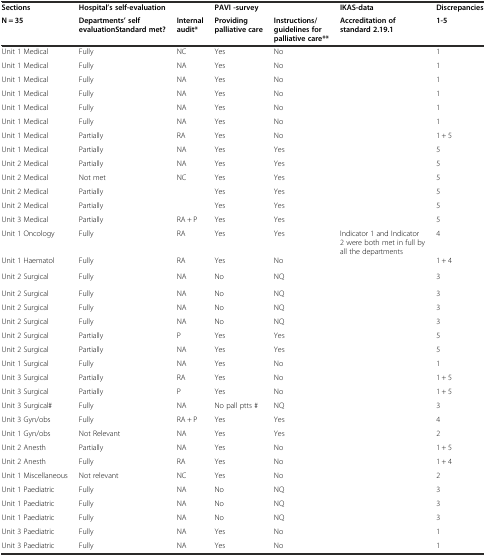 Sections Hospital's self-evaluation PAVI -survey IKAS-data Discrepancies
N = 35 Departments' self evaluationStandard met? Internal audit* Providing palliative care Instructions/ guidelines for palliative care** Accreditation of standard 2.19.1 1-5
Unit 1 Medical Fully NC Yes No 1
Unit 1 Medical Fully NA Yes No 1
Unit 1 Medical Fully NA Yes No 1
Unit 1 Medical Fully NA Yes No 1
Unit 1 Medical Fully NA Yes No 1
Unit 1 Medical Fully NA Yes No 1
Unit 1 Medical Partially RA Yes No 1 + 5
Unit 1 Medical Partially NA Yes Yes 5
Unit 2 Medical Partially NA Yes Yes 5
Unit 2 Medical Not met NC Yes Yes 5
Unit 2 Medical Partially Yes Yes 5
Unit 2 Medical Partially Yes Yes 5
Unit 3 Medical Partially RA + P Yes Yes 5
Unit 1 Oncology Fully RA Yes Yes Indicator 1 and Indicator 2 were both met in full by all the departments 4
Unit 1 Haematol Fully RA Yes No 1 + 4
Unit 2 Surgical Fully NA No NQ 3
Unit 2 Surgical Fully NA No NQ 3
Unit 2 Surgical Fully NA No NQ 3
Unit 2 Surgical Fully NA No NQ 3
Unit 2 Surgical Partially P Yes Yes 5
Unit 2 Surgical Partially NA Yes Yes 5
Unit 1 Surgical Fully NA Yes No 1
Unit 3 Surgical Partially RA Yes No 1 + 5
Unit 3 Surgical Partially P Yes No 1 + 5
Unit 3 Surgical# Fully NA No pall ptts # NQ 3
Unit 3 Gyn/obs Fully RA + P Yes Yes 4
Unit 1 Gyn/obs Not Relevant NA Yes Yes 2
Unit 2 Anesth Partially NA Yes No 1 + 5
Unit 2 Anesth Fully RA Yes No 1 + 4
Unit 1 Miscellaneous Not relevant NC Yes No 2
Unit 1 Paediatric Fully NA No NQ 3
Unit 1 Paediatric Fully NA No NQ 3
Unit 1 Paediatric Fully NA No NQ 3
Unit 3 Paediatric Fully NA Yes No 1
Unit 3 Paediatric Fully NA Yes No 1